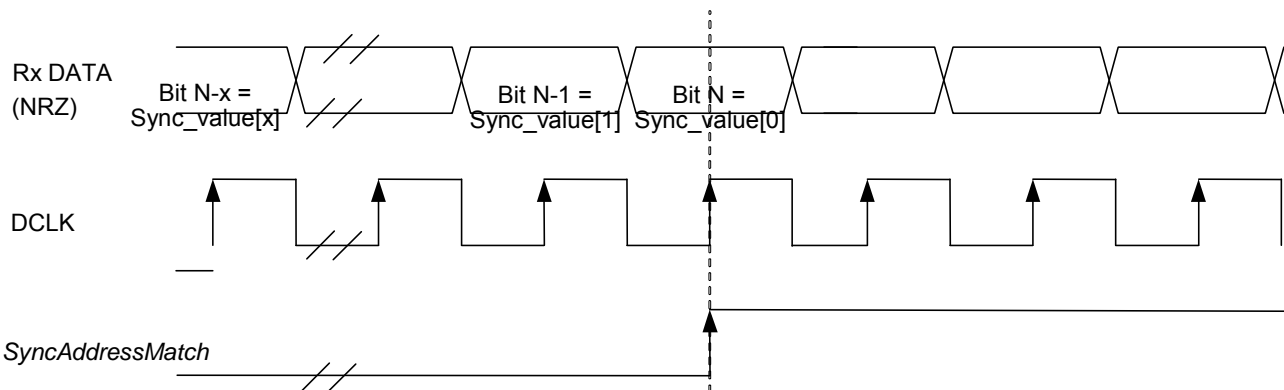 Rx DATA
(NRZ)
Bit N-x =
Sync_value[x]
Bit N-1 =
Sync_value[1]
Bit N =
Sync_value[0]
DCLK
SyncAddressMatch